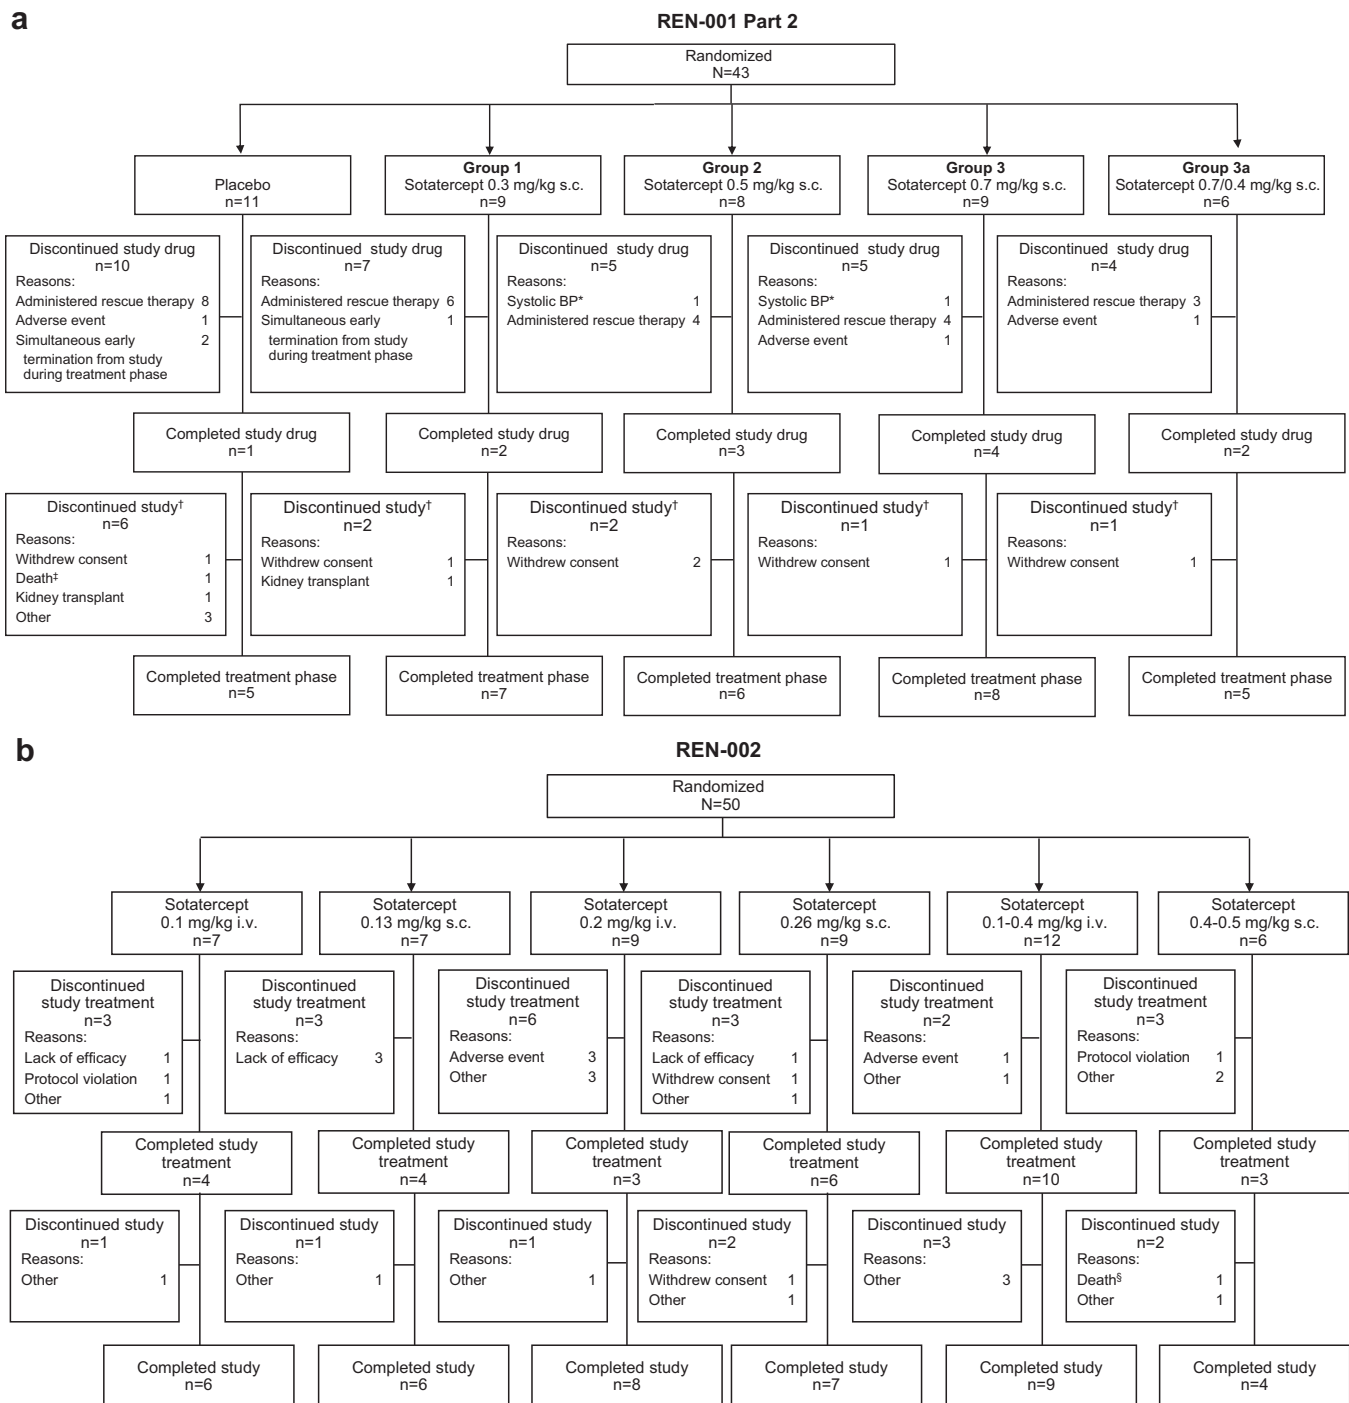 a
REN-001 Part 2
Randomized
N=43
Placebo
n=11
Group 1
Sotatercept 0.3 mg/kg s.c.
n=9
Group 2
Sotatercept 0.5 mg/kg s.c.
n=8
Group 3
Sotatercept 0.7 mg/kg s.c.
n=9
Group 3a
Sotatercept 0.7/0.4 mg/kg s.c.
n=6
Discontinued study drug
n=10
Reasons:
Administered rescue therapy 8
Adverse event 1
Simultaneous early 2
termination from study
during treatment phase
Discontinued study drug
n=7
Reasons:
Administered rescue therapy 6
Simultaneous early 1
termination from study
during treatment phase
Discontinued study drug
n=5
Reasons:
Systolic BP* 1
Administered rescue therapy 4
Discontinued study drug
n=5
Reasons:
Systolic BP* 1
Administered rescue therapy 4
Adverse event 1
Discontinued study drug
n=4
Reasons:
Administered rescue therapy 3
Adverse event 1
Completed study drug
n=1
Completed study drug
n=2
Completed study drug
n=3
Completed study drug
n=4
Completed study drug
n=2
Discontinued study†
n=6
Reasons:
Withdrew consent 1
Death‡ 1
Kidney transplant 1
Other 3
Discontinued study†
n=2
Reasons:
Withdrew consent 1
Kidney transplant 1
Discontinued study†
n=2
Reasons:
Withdrew consent 2
Discontinued study†
n=1
Reasons:
Withdrew consent 1
Discontinued study†
n=1
Reasons:
Withdrew consent 1
Completed treatment phase
n=5
Completed treatment phase
n=7
Completed treatment phase
n=6
Completed treatment phase
n=8
Completed treatment phase
n=5
b
REN-002
Randomized
N=50
Sotatercept
0.1 mg/kg i.v.
n=7
Sotatercept
0.13 mg/kg s.c.
n=7
Sotatercept
0.2 mg/kg i.v.
n=9
Sotatercept
0.26 mg/kg s.c.
n=9
Sotatercept
0.1-0.4 mg/kg i.v.
n=12
Sotatercept
0.4-0.5 mg/kg s.c.
n=6
Discontinued
study treatment
n=3
Reasons:
Lack of efficacy 1
Protocol violation 1
Other 1
Discontinued
study treatment
n=3
Reasons:
Lack of efficacy 3
Discontinued
study treatment
n=6
Reasons:
Adverse event 3
Other 3
Discontinued
study treatment
n=3
Reasons:
Lack of efficacy 1
Withdrew consent 1
Other 1
Discontinued
study treatment
n=2
Reasons:
Adverse event 1
Other 1
Discontinued
study treatment
n=3
Reasons:
Protocol violation 1
Other 2
Completed study
treatment
n=4
Completed study
treatment
n=4
Completed study
treatment
n=3
Completed study
treatment
n=6
Completed study
treatment
n=10
Completed study
treatment
n=3
Discontinued study
n=1
Reasons:
Other 1
Discontinued study
n=1
Reasons:
Other 1
Discontinued study
n=1
Reasons:
Other 1
Discontinued study
n=2
Reasons:
Withdrew consent 1
Other 1
Discontinued study
n=3
Reasons:
Other 3
Discontinued study
n=2
Reasons:
Death§ 1
Other 1
Completed study
n=6
Completed study
n=6
Completed study
n=8
Completed study
n=7
Completed study
n=9
Completed study
n=4